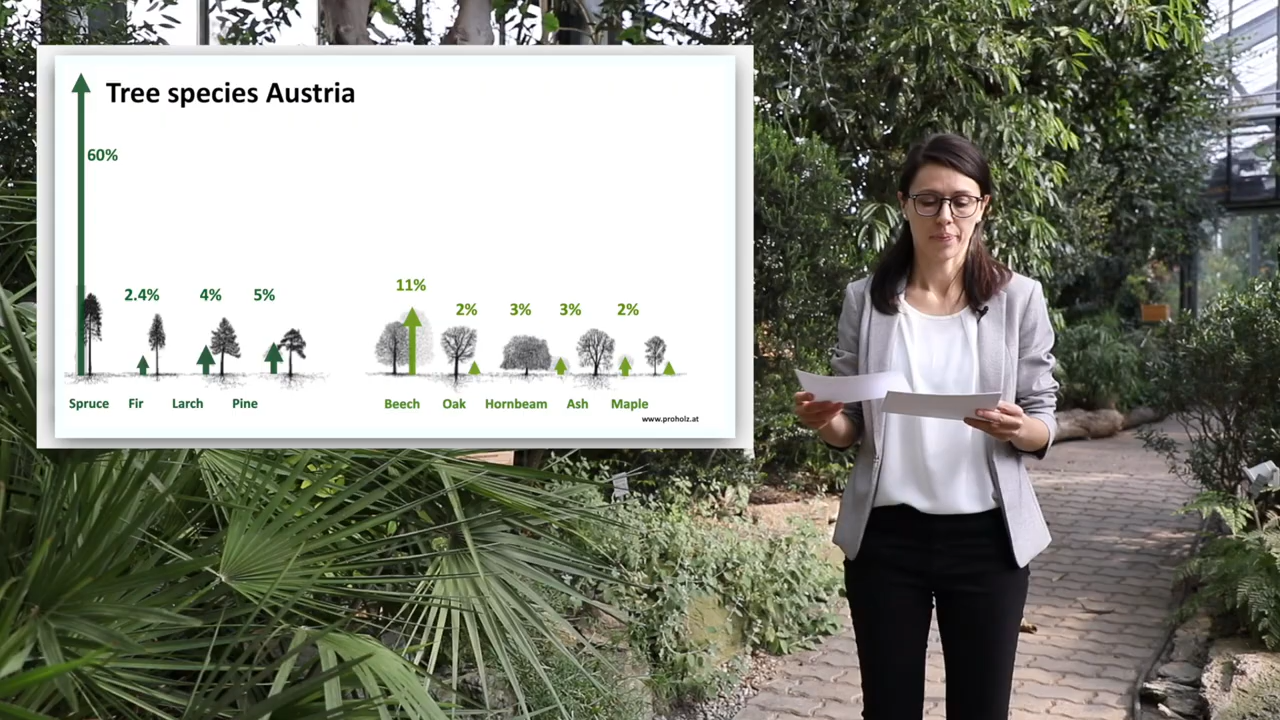 Tree species Austria
60%
2.4% 4% 5%
11%
2% 3% 3% 2%
Spruce Fir Larch Pine Beech Oak Hornbeam Ash Maple
www.proholz.at